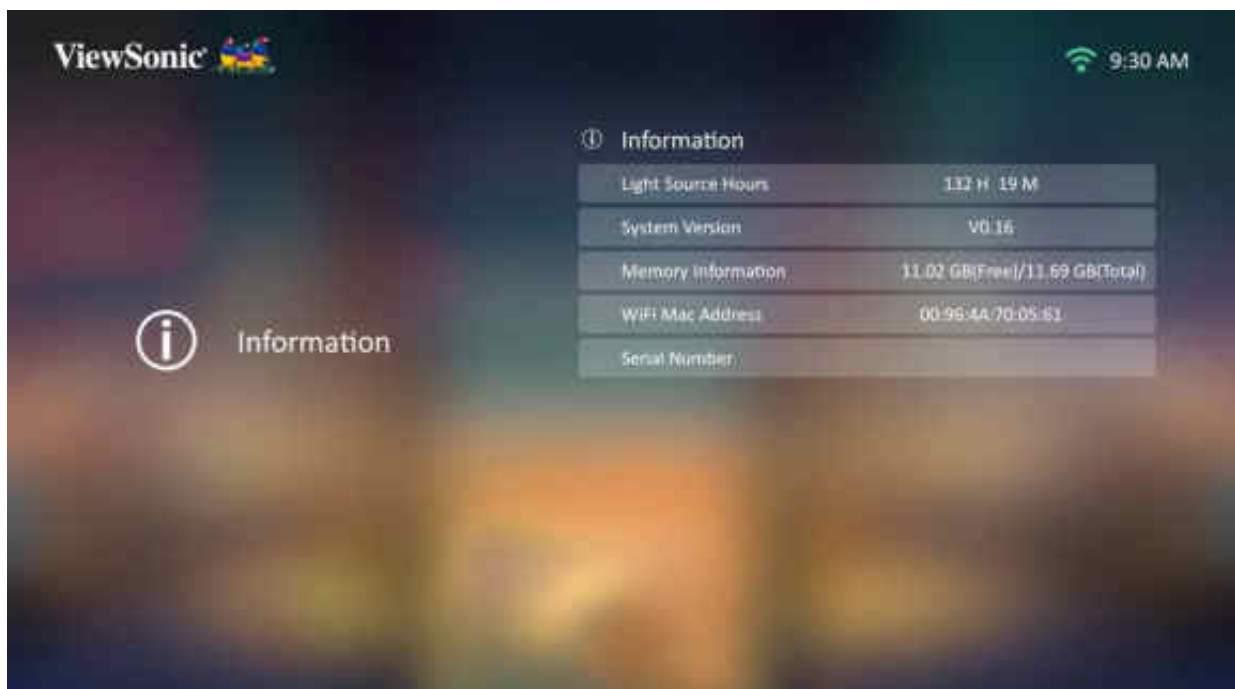 ViewSonic
9:30 AM
Information
Light Source Hours 132 H 19 M
System Version V0.16
Memory Information 11.02 GB(Free)/11.69 GB(Total)
WiFi Mac Address 00:96:4A:70:05:61
Serial Number
Information